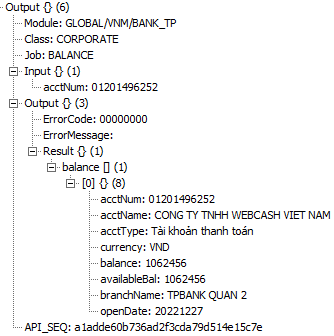 Output {} (6)
Module: GLOBAL/VNM/BANK_TP
Class: CORPORATE
Job: BALANCE
Input {} (1)
acctNum: 01201496252
Output {} (3)
ErrorCode: 00000000
ErrorMessage:
Result {} (1)
balance [] (1)
[0] {} (8)
acctNum: 01201496252
acctName: CONG TY TNHH WEBCASH VIET NAM
acctType: Tài khoản thanh toán
currency: VND
balance: 1062456
availableBal: 1062456
branchName: TPBANK QUAN 2
openDate: 20221227
API_SEQ: a1adde60b736ad2f3cda79d514e15c7e